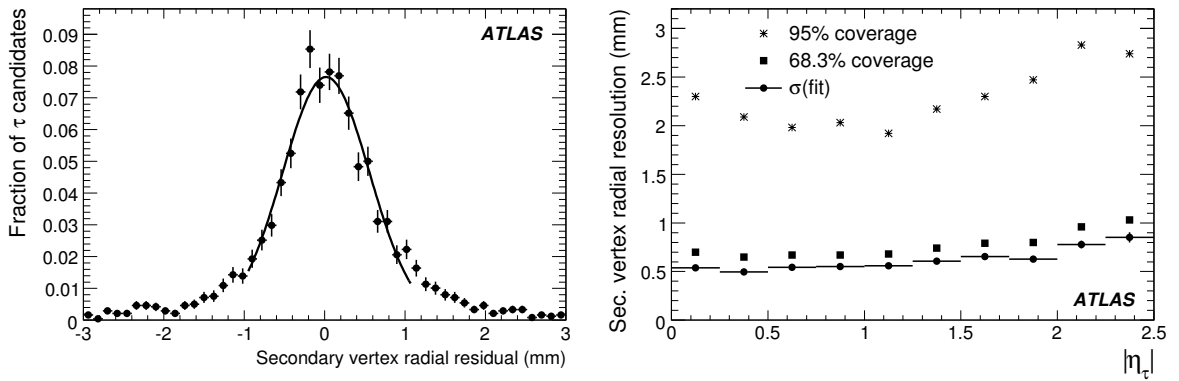 ATLAS
Fraction of τ candidates
0.09
0.08
0.07
0.06
0.05
0.04
0.03
0.02
0.01
0
-3 -2 -1 0 1 2 3
Secondary vertex radial residual (mm)
95% coverage
68.3% coverage
σ(fit)
Sec. vertex radial resolution (mm)
3
2.5
2
1.5
1
0.5
0
ATLAS
0 0.5 1 1.5 2 2.5
|ητ|